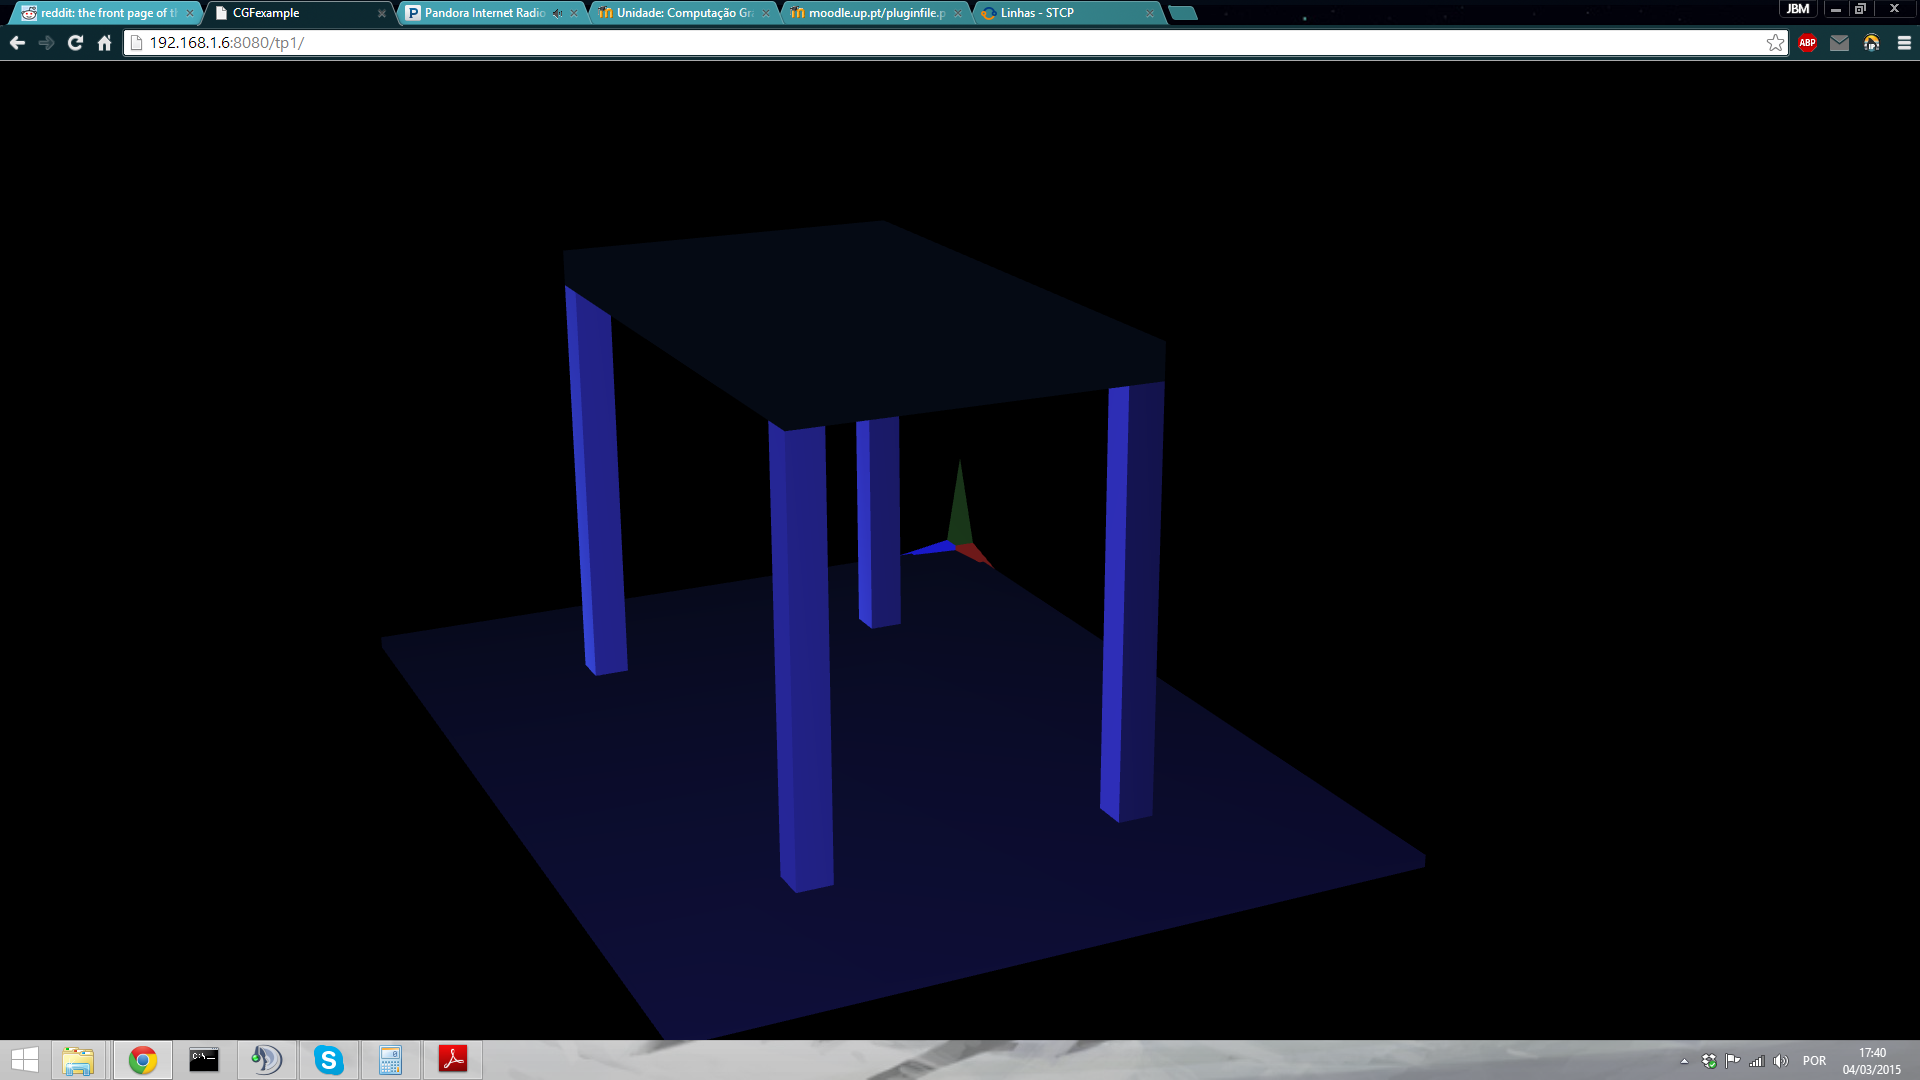 reddit: the front page of t
CGFexample
Pandora Internet Radio
Unidade: Computação Gr
moodle.up.pt/pluginfile.p
Linhas - STCP
JBM
192.168.1.6:8080/tp1/
ABP
POR
17:40
04/03/2015